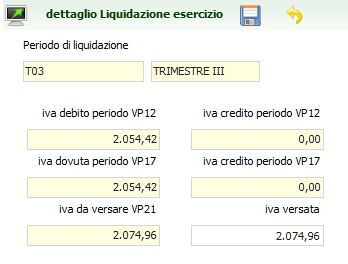 dettaglio Liquidazione esercizio
Periodo di liquidazione
T03 TRIMESTRE III
iva debito periodo VP12 iva credito periodo VP12
2.054,42 0,00
iva dovuta periodo VP17 iva credito periodo VP17
2.054,42 0,00
iva da versare VP21 iva versata
2.074,96 2.074,96